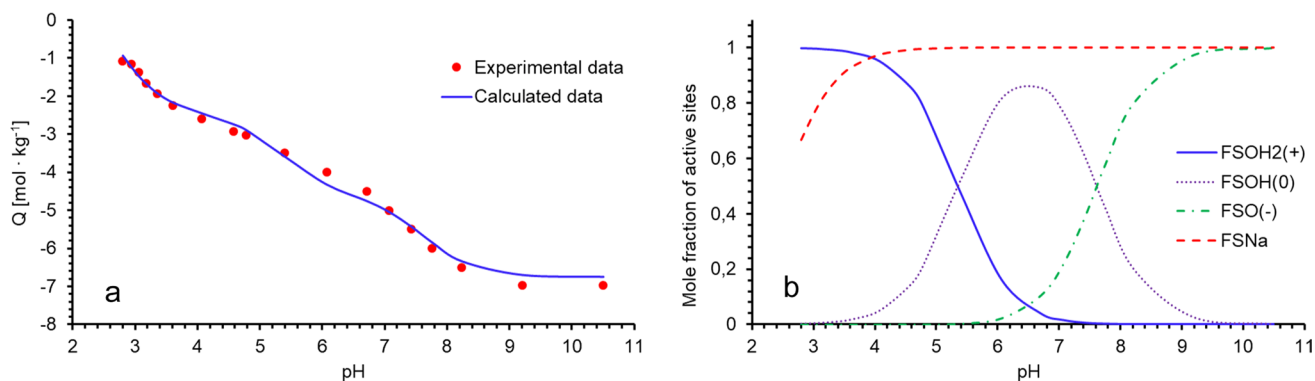 0
-1
-2
-3
-4
-5
-6
-7
-8
Q [mol · kg⁻¹]
Experimental data
Calculated data
a
2 3 4 5 6 7 8 9 10 11
pH
1
0,8
0,6
0,4
0,2
0
Mole fraction of active sites
FSOH2(+)
FSOH(0)
FSO(-)
FSNa
b
2 3 4 5 6 7 8 9 10 11
pH